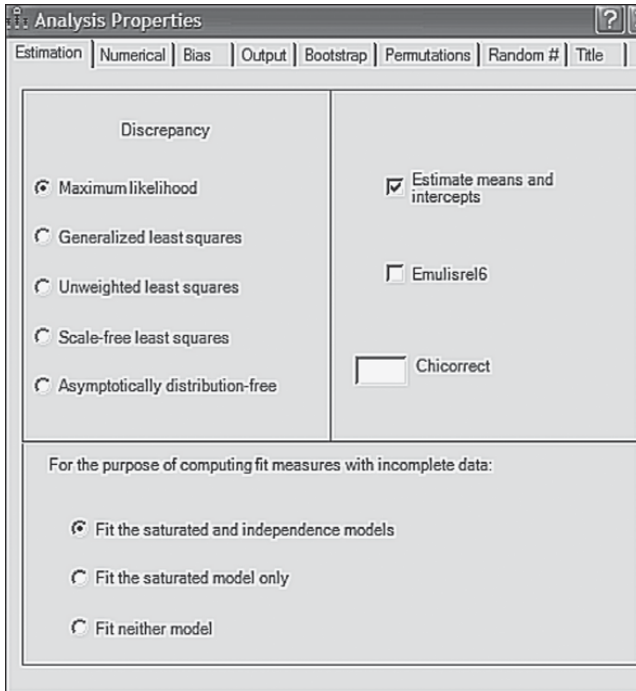 Analysis Properties
Estimation Numerical Bias Output Bootstrap Permutations Random # Title
Discrepancy
Maximum likelihood
Generalized least squares
Unweighted least squares
Scale-free least squares
Asymptotically distribution-free
Estimate means and
intercepts
Emulisrel6
Chicorrect
For the purpose of computing fit measures with incomplete data:
Fit the saturated and independence models
Fit the saturated model only
Fit neither model